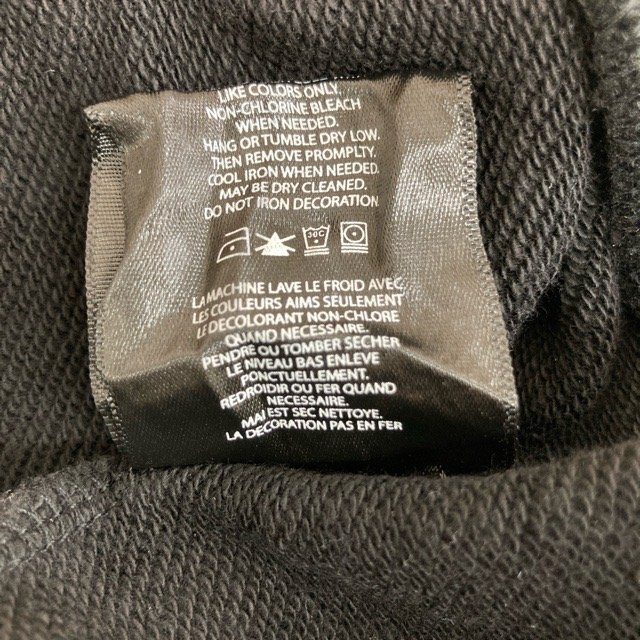 LIKE COLORS ONLY
NON-CHLORINE BLEACH
WHEN NEEDED.
HANG OR TUMBLE DRY LOW
THEN REMOVE PROMPLTY.
COOL IRON WHEN NEEDED.
MAY BE DRY CLEANED.
DO NOT IRON DECORATION
30C
LA MACHINE LAVE LE FROID AVEC
LES COULEURS AIMS SEULEMENT
LE DECOLORANT NON-CHLORE
QUAND NECESSAIRE.
PENDRE OU TOMBER SECHER
LE NIVEAU BAS ENLEVE
PONCTUELLEMENT.
REDROIDIR OU FER QUAND
NECESSAIRE.
MAI EST SEC NETTOYE.
LA DECORATION PAS EN FER